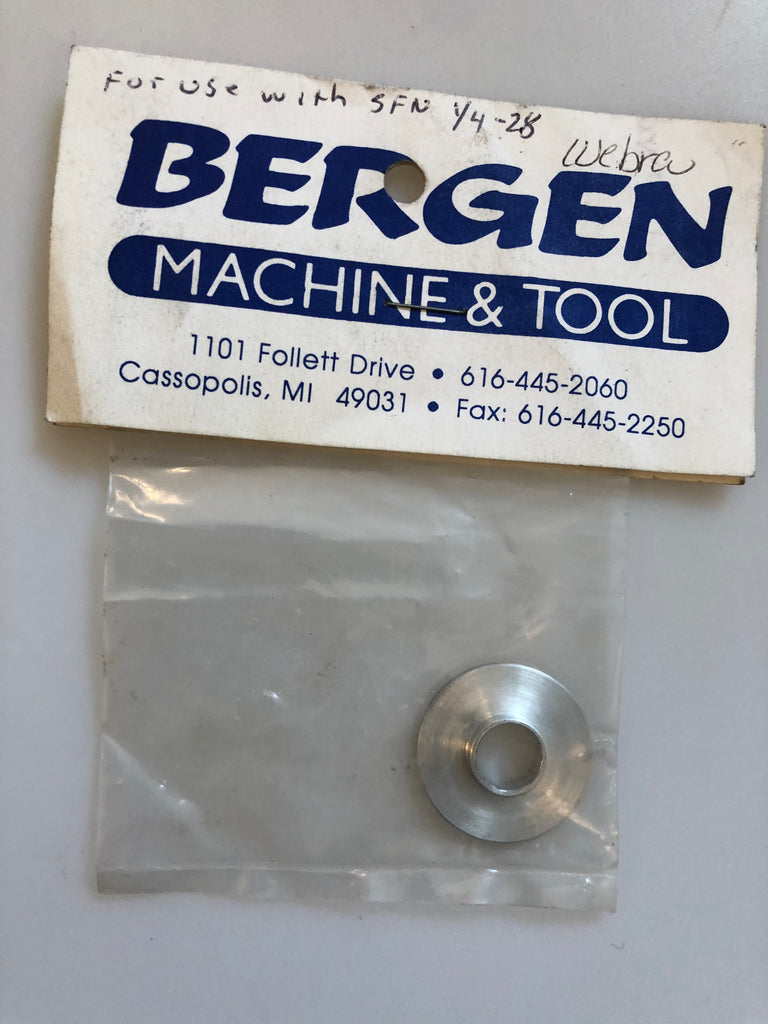 For use with SFN 1/4-28
Webra
BERGEN
MACHINE & TOOL
1101 Follett Drive • 616-445-2060
Cassopolis, MI 49031 • Fax: 616-445-2250